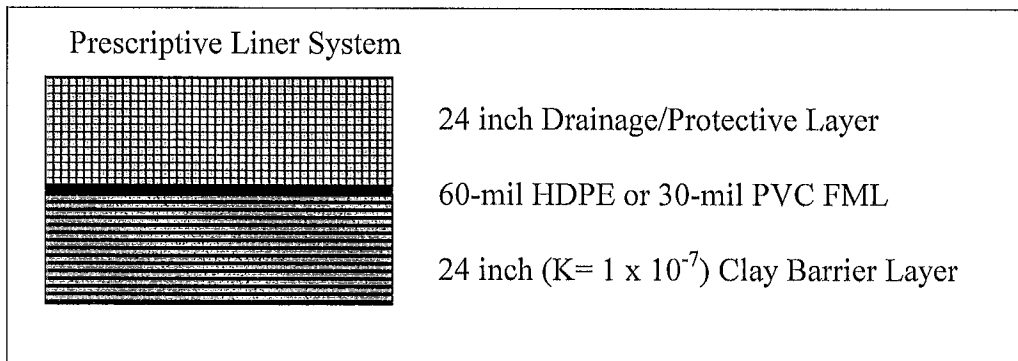 Prescriptive Liner System
24 inch Drainage/Protective Layer
60-mil HDPE or 30-mil PVC FML
24 inch (K= 1 x 10⁻⁷) Clay Barrier Layer